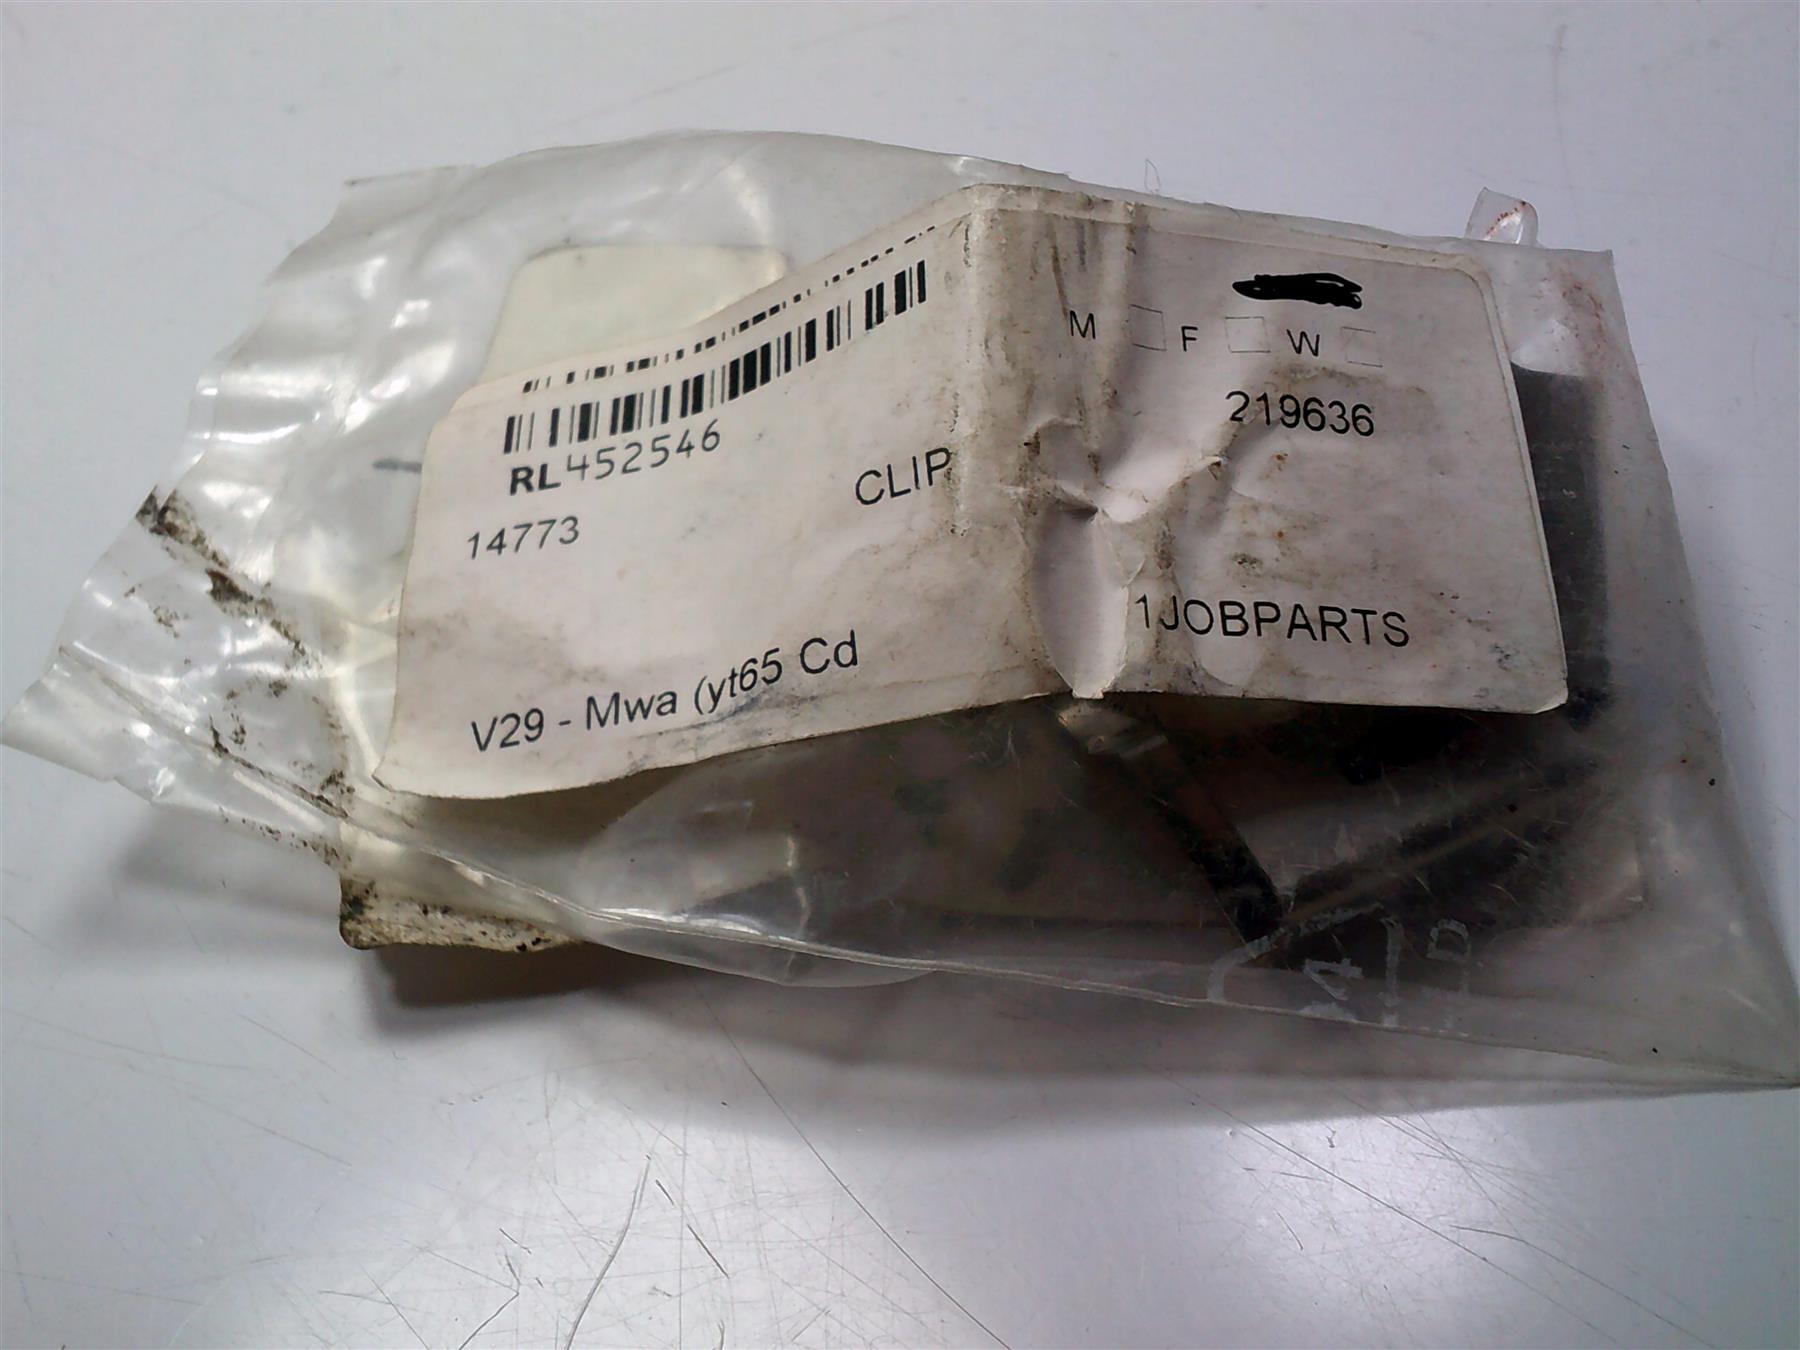 M F W
RL452546
219636
14773
CLIP
1JOBPARTS
V29 - Mwa (yt65 Cd